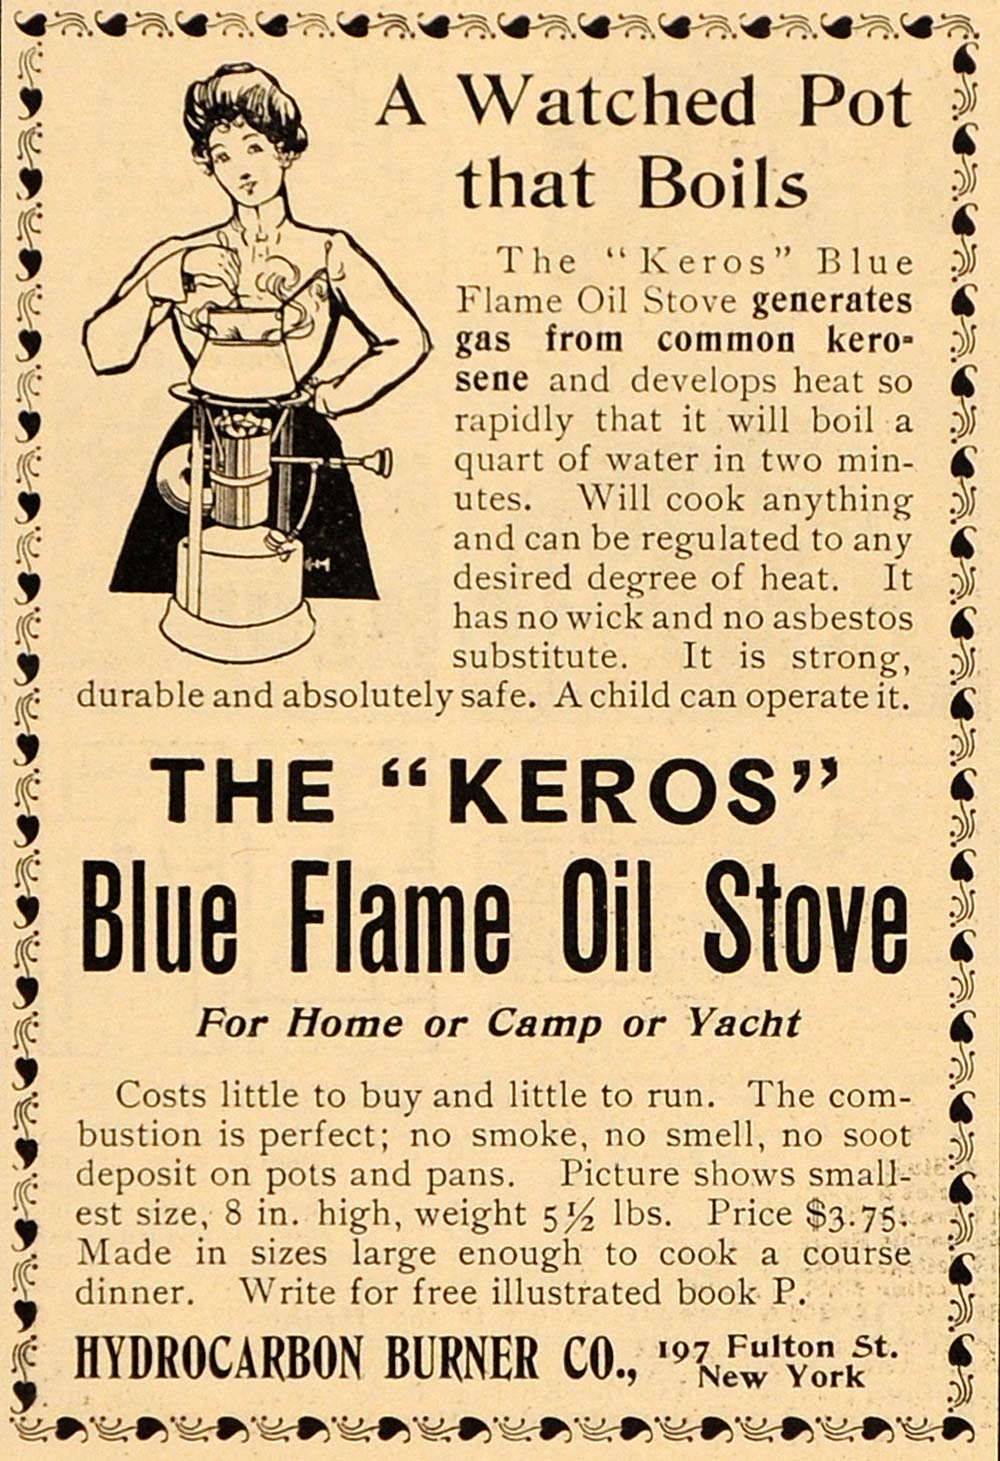 A Watched Pot
that Boils
The "Keros" Blue
Flame Oil Stove generates
gas from common kero-
sene and develops heat so
rapidly that it will boil a
quart of water in two min-
utes. Will cook anything
and can be regulated to any
desired degree of heat. It
has no wick and no asbestos
substitute. It is strong,
durable and absolutely safe. A child can operate it.
THE "KEROS"
Blue Flame Oil Stove
For Home or Camp or Yacht
Costs little to buy and little to run. The com-
bustion is perfect; no smoke, no smell, no soot
deposit on pots and pans. Picture shows small-
est size, 8 in. high, weight 5½ lbs. Price $3.75.
Made in sizes large enough to cook a course
dinner. Write for free illustrated book P.
HYDROCARBON BURNER CO., 197 Fulton St.
New York